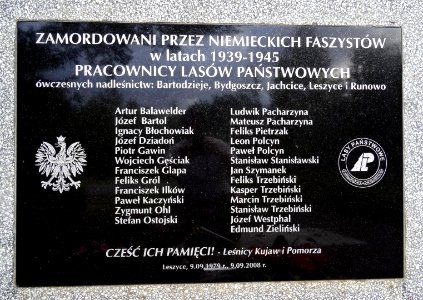 ZAMORDOWANI PRZEZ NIEMIECKICH FASZYSTÓW
w latach 1939-1945
PRACOWNICY LASÓW PAŃSTWOWYCH
ówczesnych nadleśnictw: Bartodzieje, Bydgoszcz, Jachcice, Leszyce i Runowo
Artur Balawelder
Józef Bartol
Ignacy Błochowiak
Józef Dziadoń
Piotr Gawin
Wojciech Gęściak
Franciszek Glapa
Feliks Gról
Franciszek Ilków
Paweł Kaczyński
Zygmunt Ohl
Stefan Ostojski
Ludwik Pacharzyna
Mateusz Pacharzyna
Feliks Pietrzak
Leon Polcyn
Paweł Polcyn
Stanisław Stanisławski
Jan Szymanek
Feliks Trzebiński
Kasper Trzebiński
Marcin Trzebiński
Stanisław Trzebiński
Józef Westphal
Edmund Zieliński
LASY PAŃSTWOWE
CZEŚĆ ICH PAMIĘCI! - Leśnicy Kujaw i Pomorza
Leszyce, 9.09.1979 r., 9.09.2008 r.